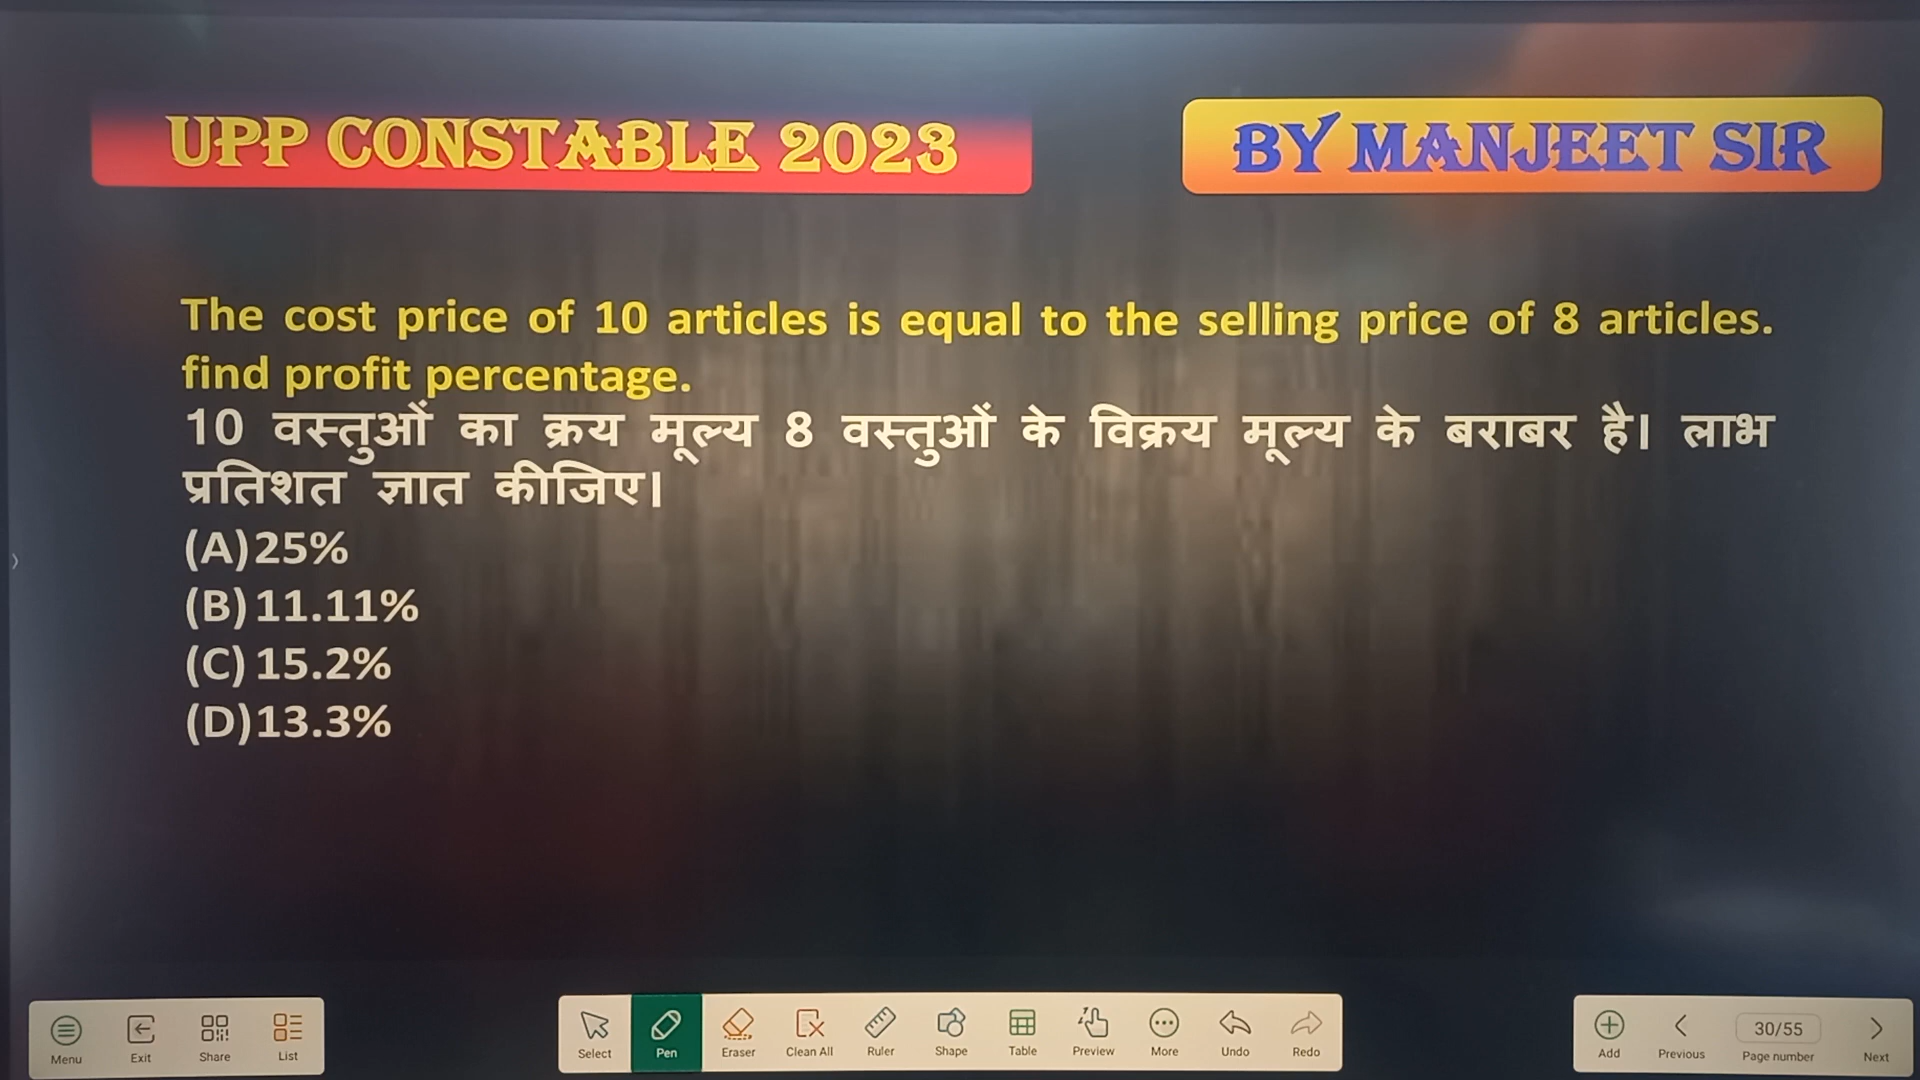 UPP CONSTABLE 2023
BY MANJEET SIR
The cost price of 10 articles is equal to the selling price of 8 articles.
find profit percentage.
10 वस्तुओं का क्रय मूल्य 8 वस्तुओं के विक्रय मूल्य के बराबर है। लाभ
प्रतिशत ज्ञात कीजिए।
(A)25%
(B)11.11%
(C)15.2%
(D)13.3%
Menu Exit Share List
Select Pen Eraser Clean All Ruler Shape Table Preview More Undo Redo
30/55
Add Previous Page number Next